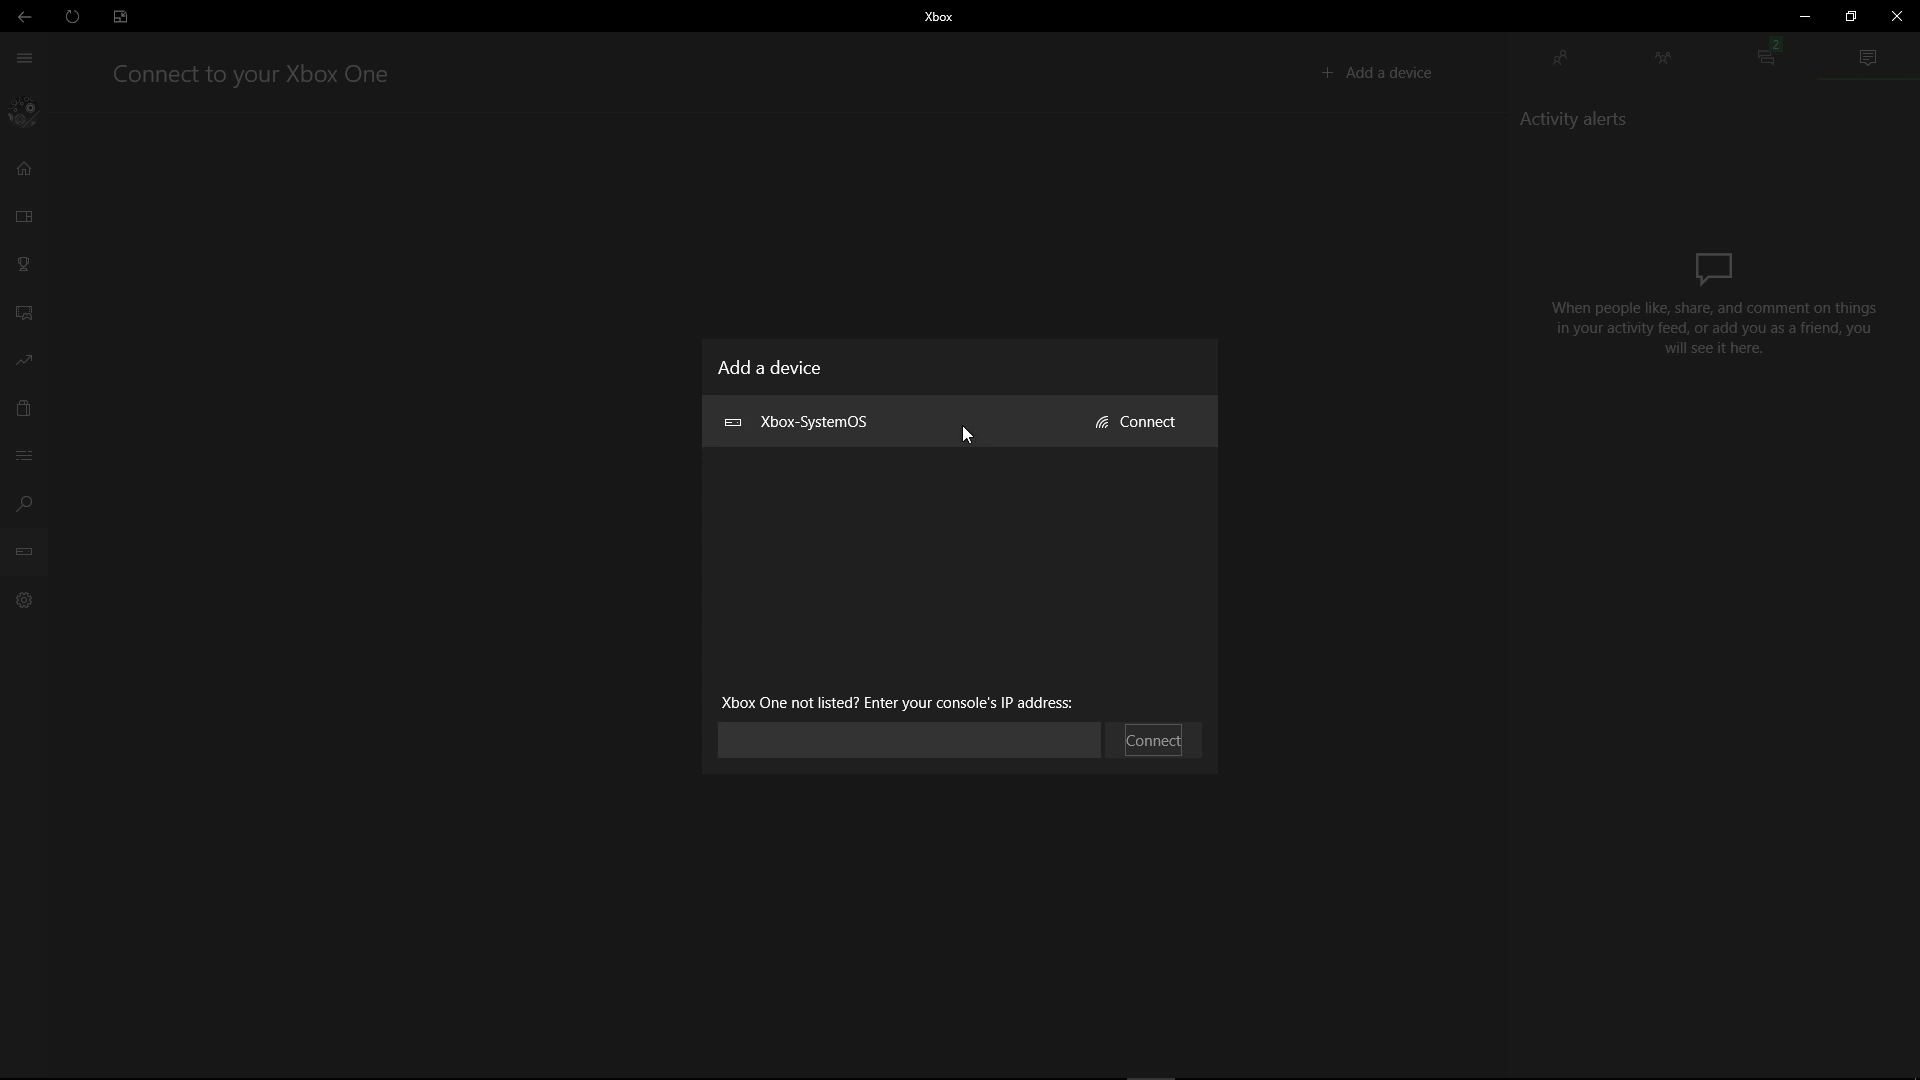 Xbox
Connect to your Xbox One
+ Add a device
2
Activity alerts
When people like, share, and comment on things
in your activity feed, or add you as a friend, you
will see it here.
Add a device
Xbox-SystemOS
Connect
Xbox One not listed? Enter your console's IP address:
Connect